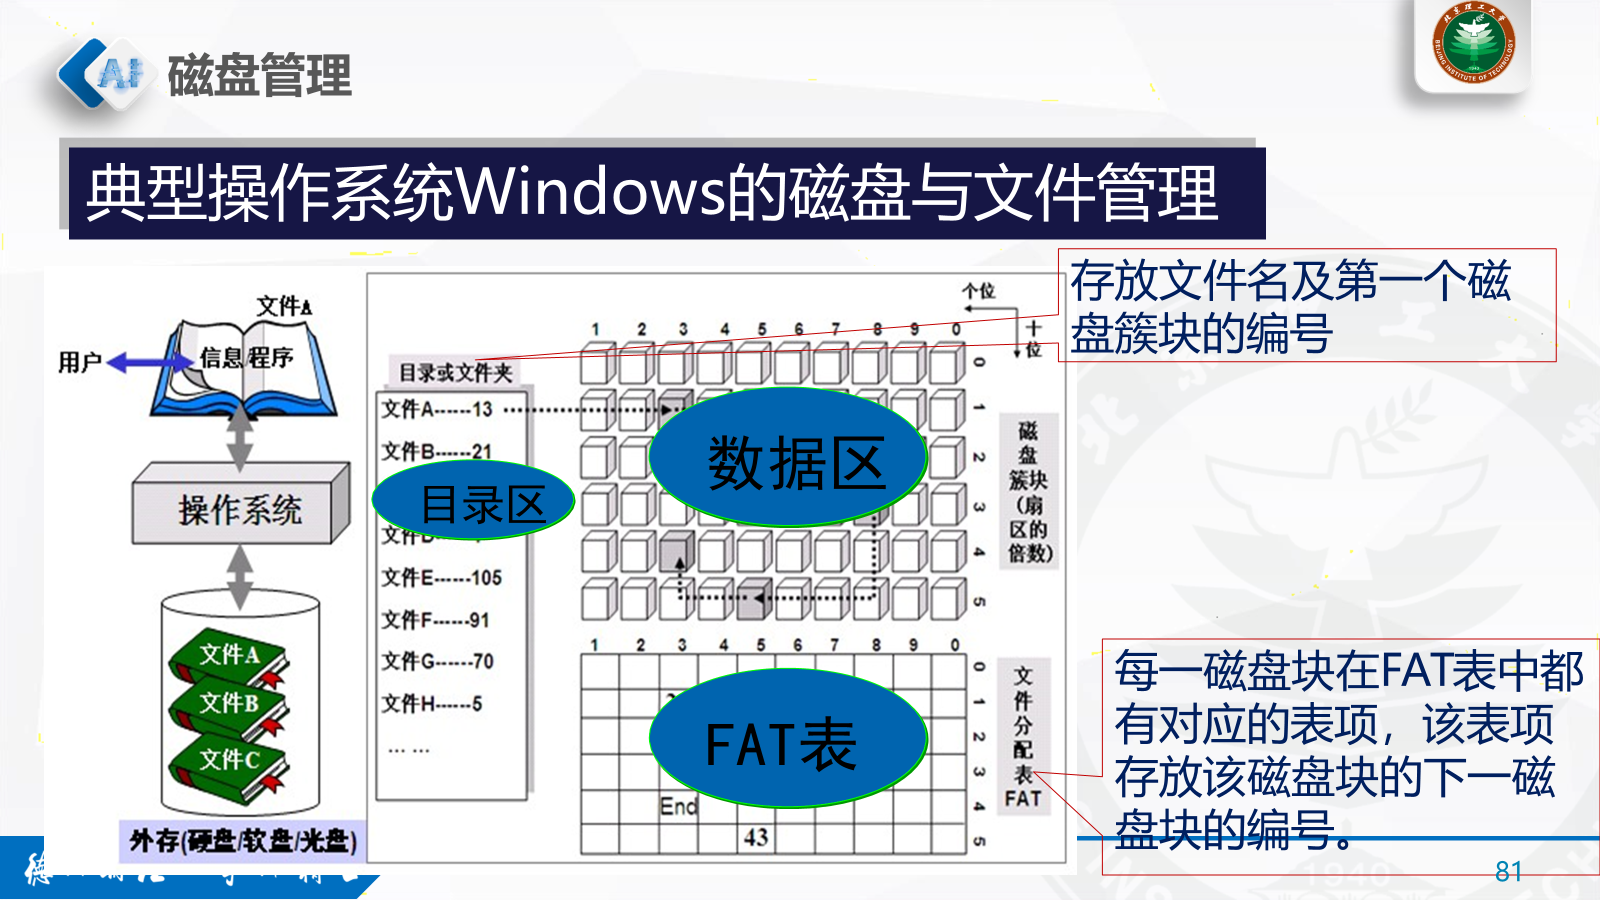 磁盘管理
典型操作系统Windows的磁盘与文件管理
存放文件名及第一个磁
盘簇块的编号
文件A
信息/程序
用户
操作系统
文件A
文件B
文件C
外存(硬盘/软盘/光盘)
目录或文件夹
文件A------13
文件B------21
目录区
文件E------105
文件F------91
文件G------70
文件H------5
... ...
个位
十
位
1 2 3 4 5 6 7 8 9 0
0
1
2
3
4
5
数据区
磁
盘
簇块
(扇
区的
倍数)
1 2 3 4 5 6 7 8 9 0
0
1
2
3
4
5
FAT表
End
43
文
件
分
配
表
FAT
每一磁盘块在FAT表中都
有对应的表项，该表项
存放该磁盘块的下一磁
盘块的编号。
81
BEIJING INSTITUTE OF TECHNOLOGY
1940